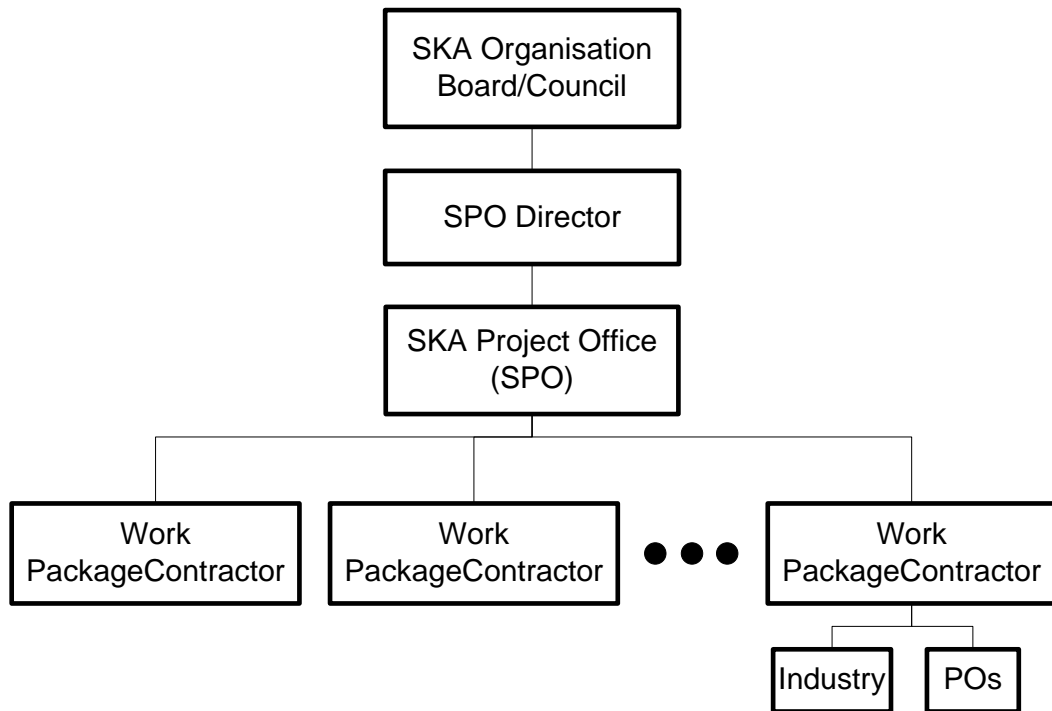 SKA Organisation
Board/Council
SPO Director
SKA Project Office
(SPO)
Work
PackageContractor
Work
PackageContractor
Work
PackageContractor
Industry
POs